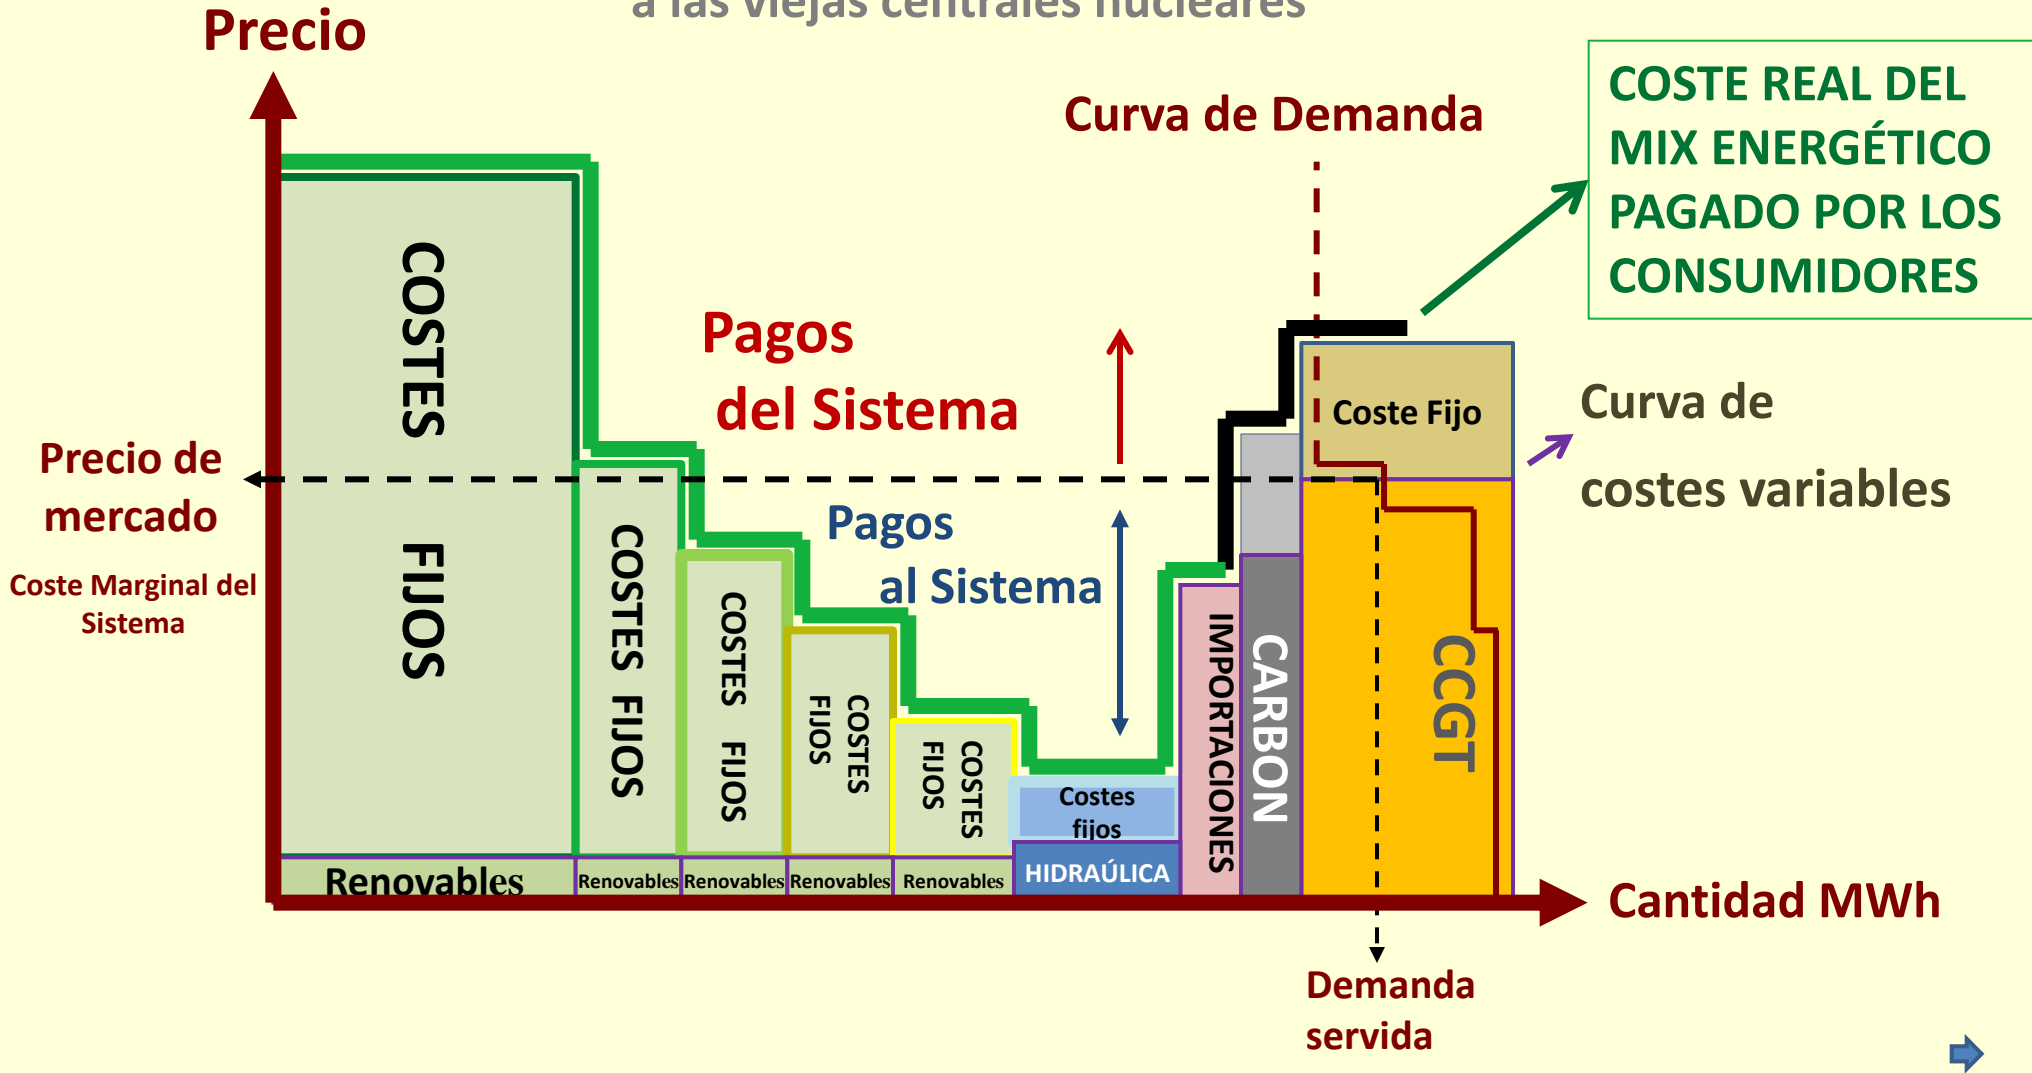 a las viejas centrales nucleares
Precio
Curva de Demanda
COSTE REAL DEL
MIX ENERGÉTICO
PAGADO POR LOS
CONSUMIDORES
Pagos
del Sistema
Coste Fijo
Curva de
costes variables
Precio de
mercado
Coste Marginal del
Sistema
Pagos
al Sistema
COSTES FIJOS
COSTES FIJOS
COSTES FIJOS
COSTES
FIJOS
COSTES
FIJOS
Costes
fijos
IMPORTACIONES
CARBON
CCGT
Renovables
Renovables
Renovables
Renovables
Renovables
HIDRAÚLICA
Cantidad MWh
Demanda
servida